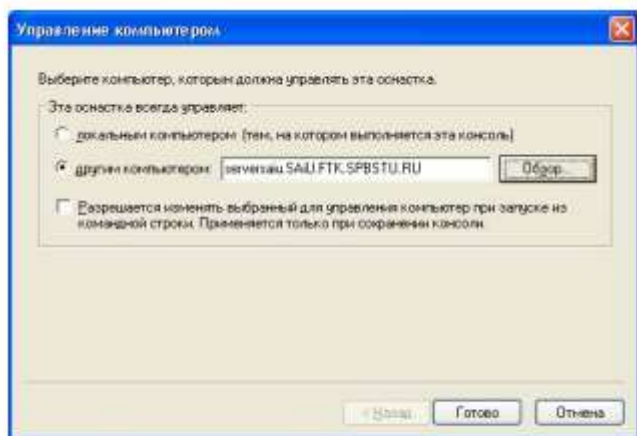 Управление компьютером
Выберите компьютер, которым должна управлять эта оснастка.
Эта оснастка всегда управляет:
локальным компьютером (тем, на котором выполняется эта консоль)
другим компьютером: serversaiu.SAIU.FTK.SPBSTU.RU Обзор...
Разрешается изменять выбранный для управления компьютер при запуске из
командной строки. Применяется только при сохранении консоли.
< Назад Готово Отмена